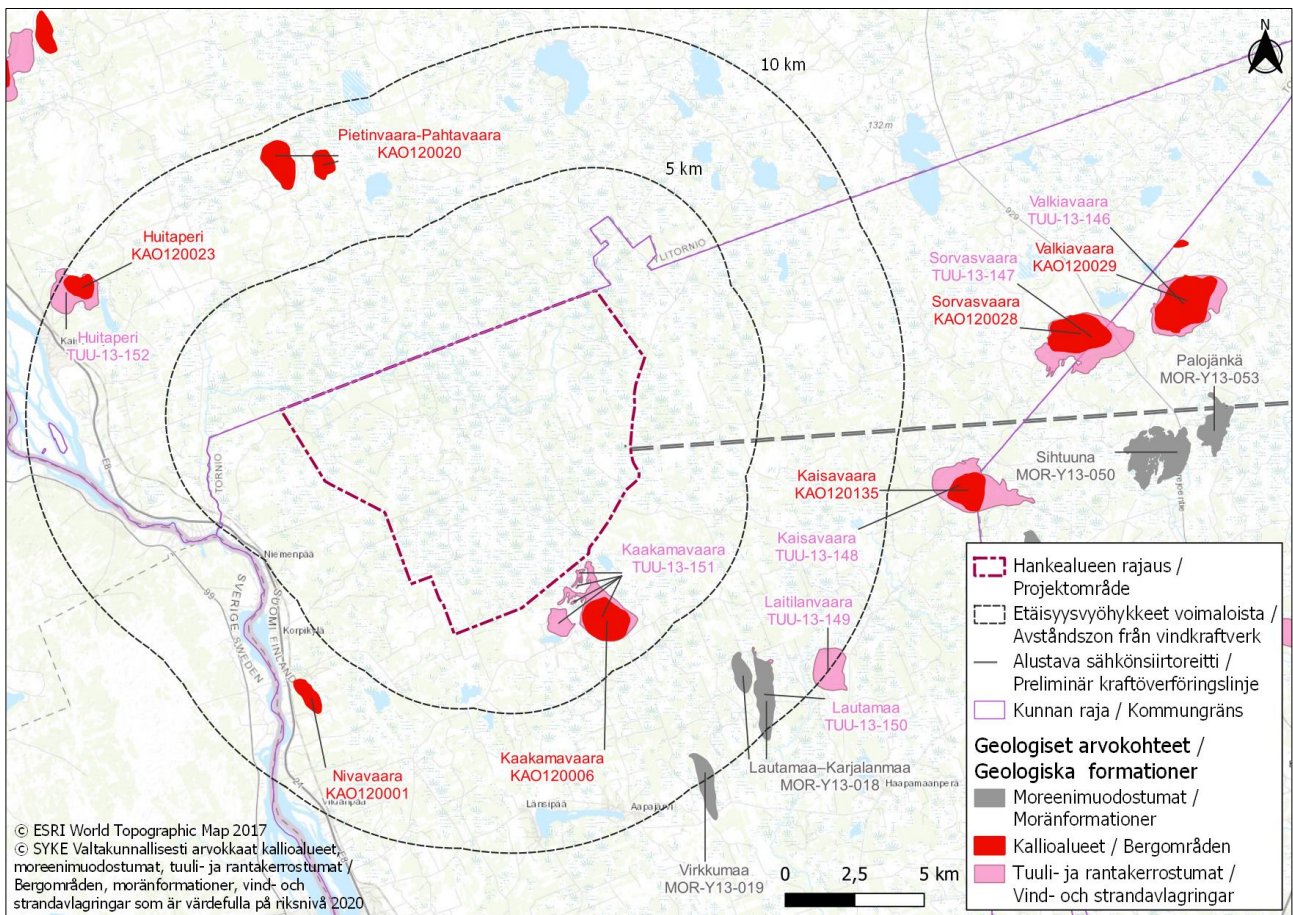 N
10 km
132 m
Pietinvaara-Pahtavaara
KAO120020
5 km
929
Valkiavaara
TUU-13-146
Huitaperi
KAO120023
Valkiavaara
KAO120029
YLITORNIO
Sorvasvaara
TUU-13-147
Sorvasvaara
KAO120028
Huitaperi
TUU-13-152
Palojänkä
MOR-Y13-053
Sihtuuna
MOR-Y13-050
TORNIO
E8
Kaisavaara
KAO120135
Kaisavaara
TUU-13-148
Niemenpää
Kaakamavaara
TUU-13-151
99
SVERIGE SWEDEN
SUOMI FINLAND
Korpikylä
Laitilanvaara
TUU-13-149
Lautamaa
TUU-13-150
Nivavaara
KAO120001
Kaakamavaara
KAO120006
Lautamaa–Karjalanmaa
MOR-Y13-018
Haapamaanperä
Länsipää
Aapajärvi
Virkkumaa
MOR-Y13-019
Hankealueen rajaus /
Projektområde
Etäisyysvyöhykkeet voimaloista /
Avståndszon från vindkraftverk
Alustava sähkönsiirtoreitti /
Preliminär kraftöverföringslinje
Kunnan raja / Kommungräns
Geologiset arvokohteet /
Geologiska formationer
Moreenimuodostumat /
Moränformationer
Kallioalueet / Bergområden
Tuuli- ja rantakerrostumat /
Vind- och strandavlagringar
0 2,5 5 km
© ESRI World Topographic Map 2017
© SYKE Valtakunnallisesti arvokkaat kallioalueet,
moreenimuodostumat, tuuli- ja rantakerrostumat /
Bergområden, moränformationer, vind- och
strandavlagringar som är värdefulla på riksnivå 2020